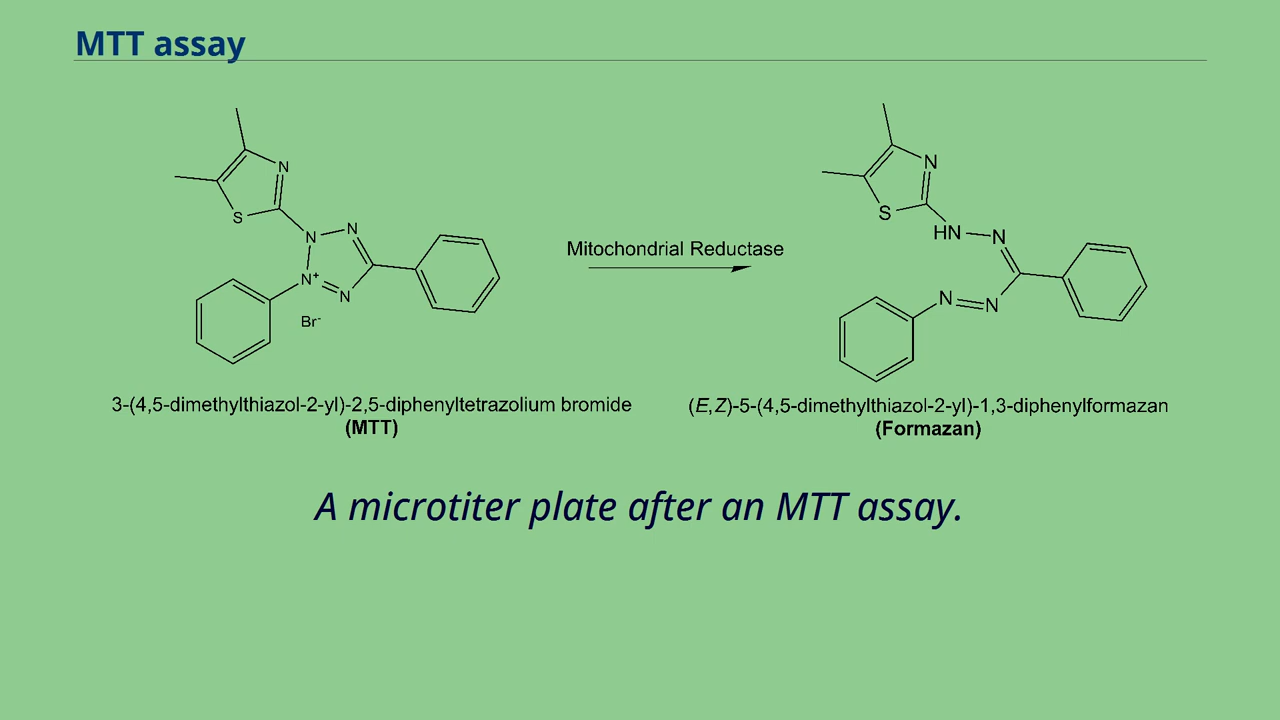 MTT assay
N
S
N
N
N+
N
Br-
Mitochondrial Reductase
N
S
HN
N
N
N
3-(4,5-dimethylthiazol-2-yl)-2,5-diphenyltetrazolium bromide
(MTT)
(E,Z)-5-(4,5-dimethylthiazol-2-yl)-1,3-diphenylformazan
(Formazan)
A microtiter plate after an MTT assay.